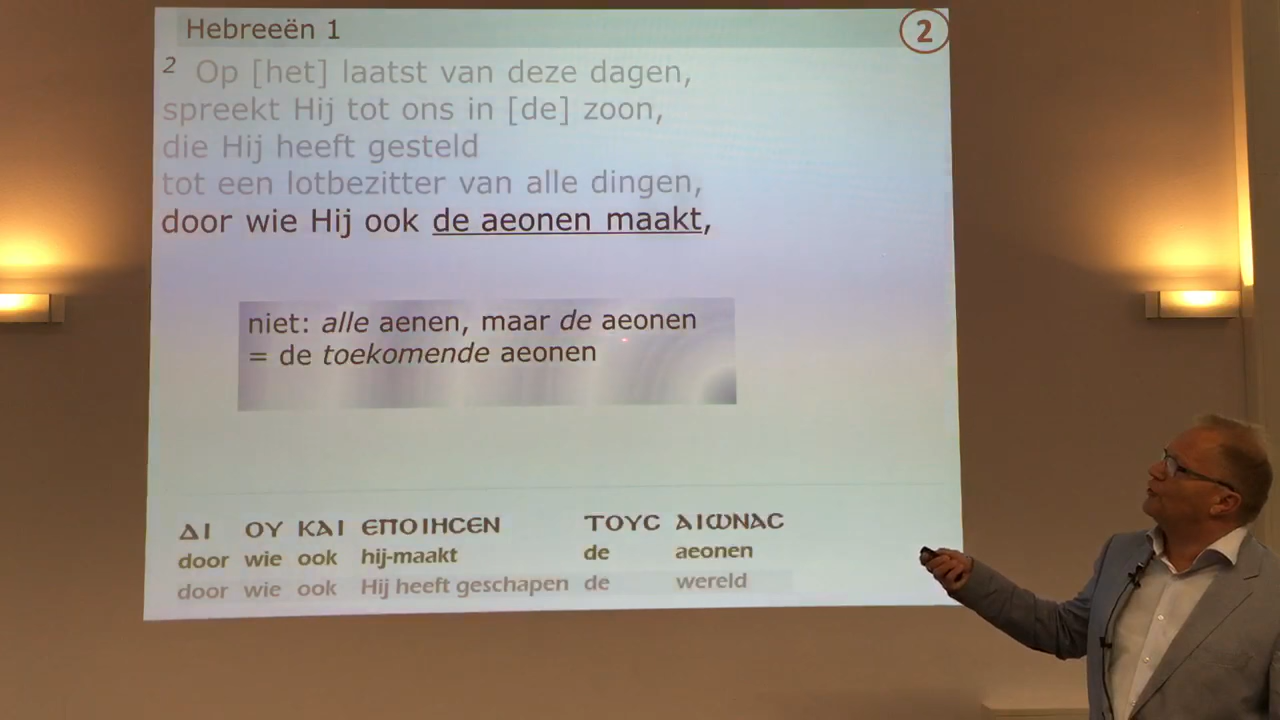 Hebreeën 1
2
2 Op [het] laatst van deze dagen,
spreekt Hij tot ons in [de] zoon,
die Hij heeft gesteld
tot een lotbezitter van alle dingen,
door wie Hij ook de aeonen maakt,
niet: alle aenen, maar de aeonen
= de toekomende aeonen
ΔΙ ΟΥ ΚΑΙ ЄΠΟΙΗCЄΝ ΤΟΥC ΑΙѠΝΑC
door wie ook hij-maakt de aeonen
door wie ook Hij heeft geschapen de wereld